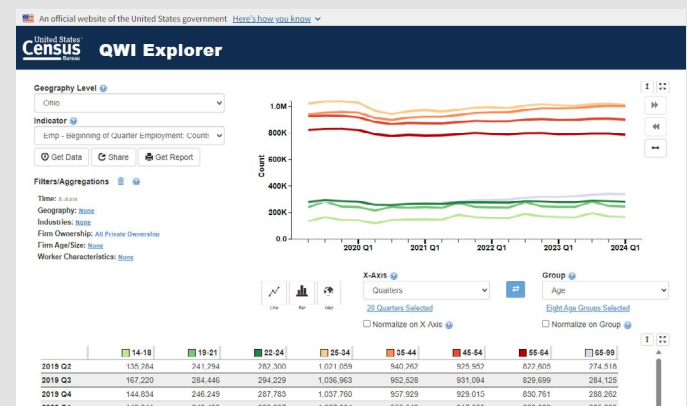 An official website of the United States government Here's how you know
United States™
Census
Bureau
QWI Explorer
Geography Level
Ohio
Indicator
Emp - Beginning of Quarter Employment: Counts
Get Data
Share
Get Report
Filters/Aggregations
Time: X-Axis
Geography: None
Industries: None
Firm Ownership: All Private Ownership
Firm Age/Size: None
Worker Characteristics: None
Count
1.0M
800K
600K
400K
200K
0.0
2020 Q1 2021 Q1 2022 Q1 2023 Q1 2024 Q1
Line Bar Map
X-Axis
Quarters
20 Quarters Selected
Normalize on X-Axis
Group
Age
Eight Age Groups Selected
Normalize on Group
14-18 19-21 22-24 25-34 35-44 45-54 55-64 65-99
2019 Q2 135,284 241,294 282,300 1,021,059 940,262 925,952 822,605 274,518
2019 Q3 167,220 284,446 294,229 1,036,963 952,528 931,094 829,699 284,125
2019 Q4 144,834 246,249 287,783 1,037,760 957,929 929,015 830,761 288,262